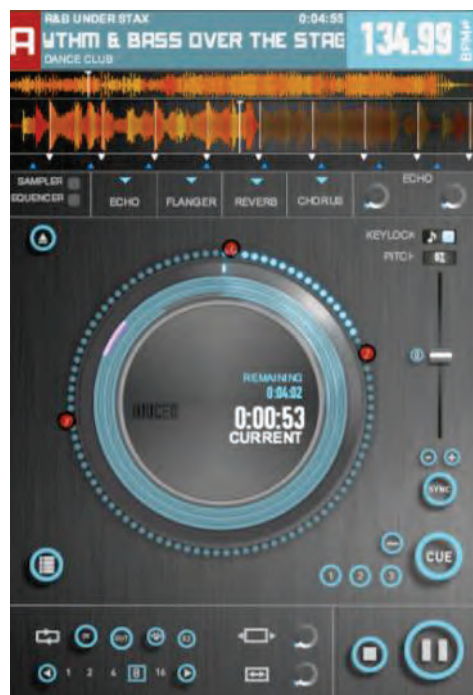 R&B UNDER STAX 0:04:55
A
YTHM & BASS OVER THE STAG
134.99 BPM
DANCE CLUB
SAMPLER
SEQUENCER
ECHO FLANGER REVERB CHORUS
ECHO
KEYLOCK
PITCH
0
REMAINING
0:04:02
0:00:53
CURRENT
- +
SYNC
CUE
1 2 3
IN OUT
1 2 4 8 16